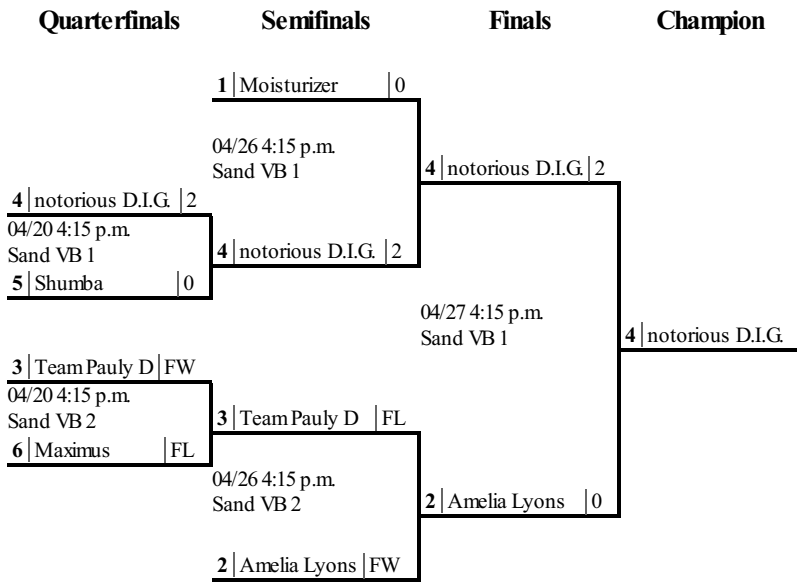 Quarterfinals Semifinals Finals Champion
1 Moisturizer 0
04/26 4:15 p.m.
Sand VB 1
4 notorious D.I.G. 2
4 notorious D.I.G. 2
04/20 4:15 p.m.
Sand VB 1
4 notorious D.I.G. 2
5 Shumba 0
04/27 4:15 p.m.
Sand VB 1
4 notorious D.I.G.
3 Team Pauly D FW
04/20 4:15 p.m.
Sand VB 2
3 Team Pauly D FL
6 Maximus FL
04/26 4:15 p.m.
Sand VB 2
2 Amelia Lyons 0
2 Amelia Lyons FW